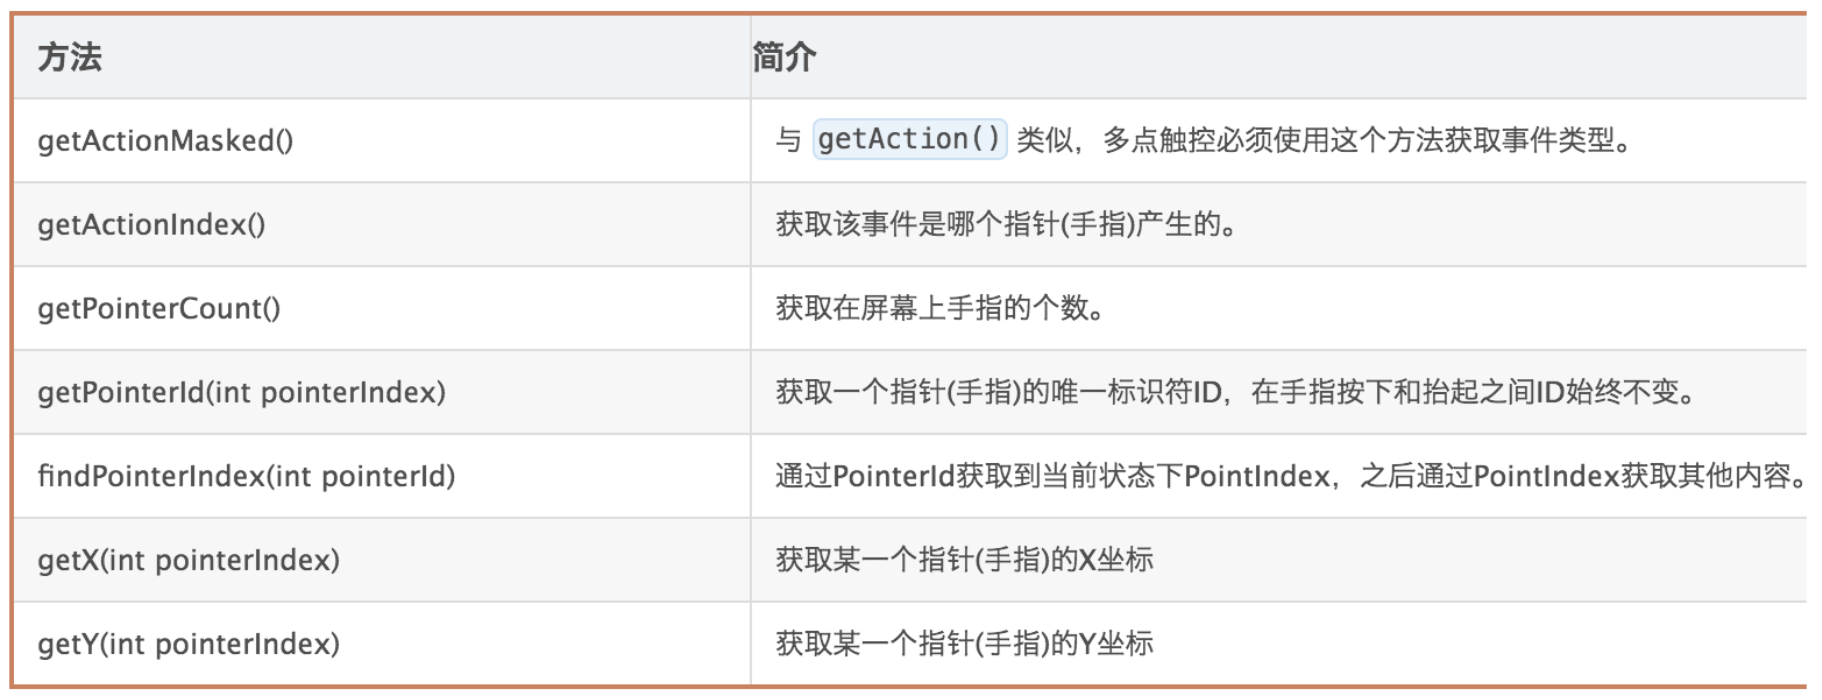 方法 简介
getActionMasked() 与 getAction() 类似，多点触控必须使用这个方法获取事件类型。
getActionIndex() 获取该事件是哪个指针(手指)产生的。
getPointerCount() 获取在屏幕上手指的个数。
getPointerId(int pointerIndex) 获取一个指针(手指)的唯一标识符ID，在手指按下和抬起之间ID始终不变。
findPointerIndex(int pointerId) 通过PointerId获取到当前状态下PointIndex，之后通过PointIndex获取其他内容。
getX(int pointerIndex) 获取某一个指针(手指)的X坐标
getY(int pointerIndex) 获取某一个指针(手指)的Y坐标